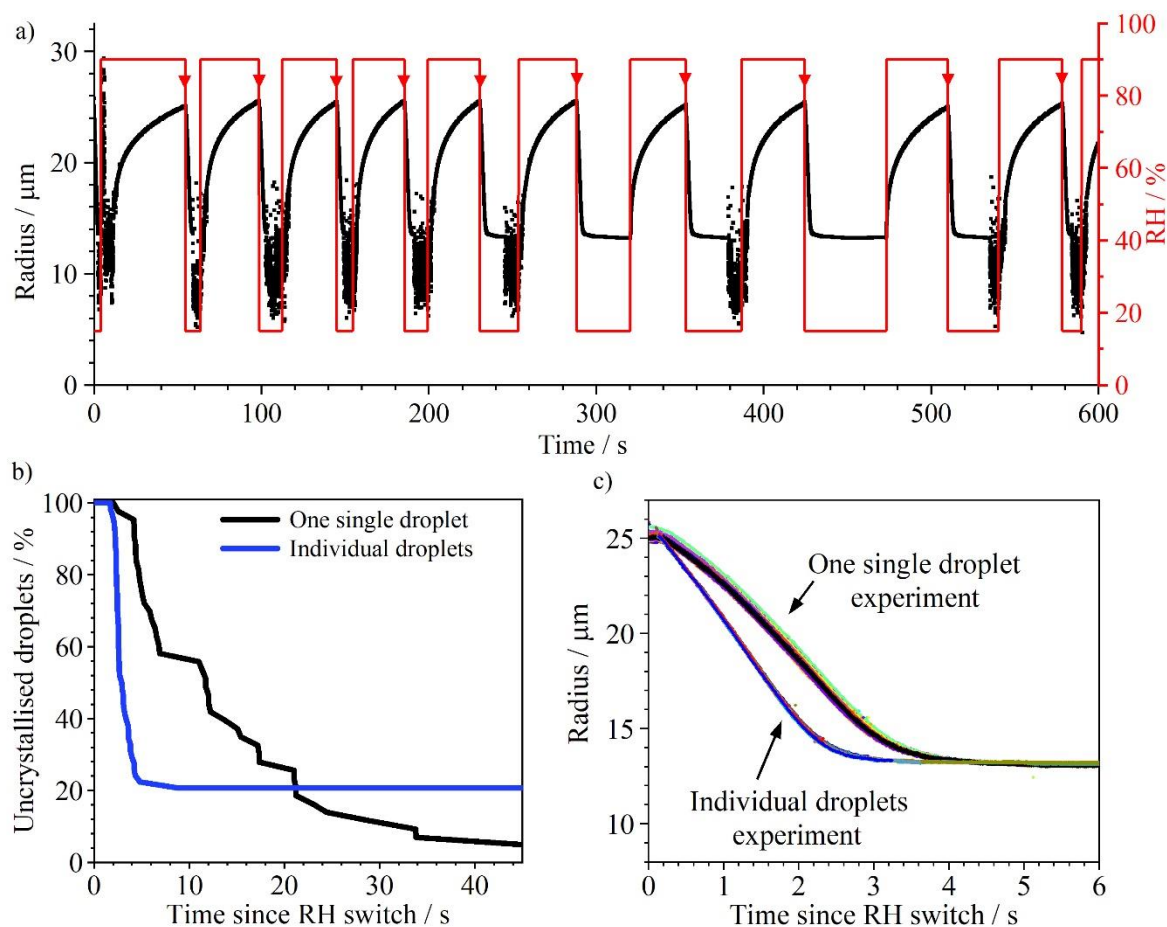 a)
30
20
10
0
Radius / μm
100
80
60
40
20
0
RH / %
0 100 200 300 400 500 600
Time / s
b)
100
80
60
40
20
0
Uncrystallised droplets / %
One single droplet
Individual droplets
0 10 20 30 40
Time since RH switch / s
c)
25
20
15
10
Radius / μm
One single droplet
experiment
Individual droplets
experiment
0 1 2 3 4 5 6
Time since RH switch / s